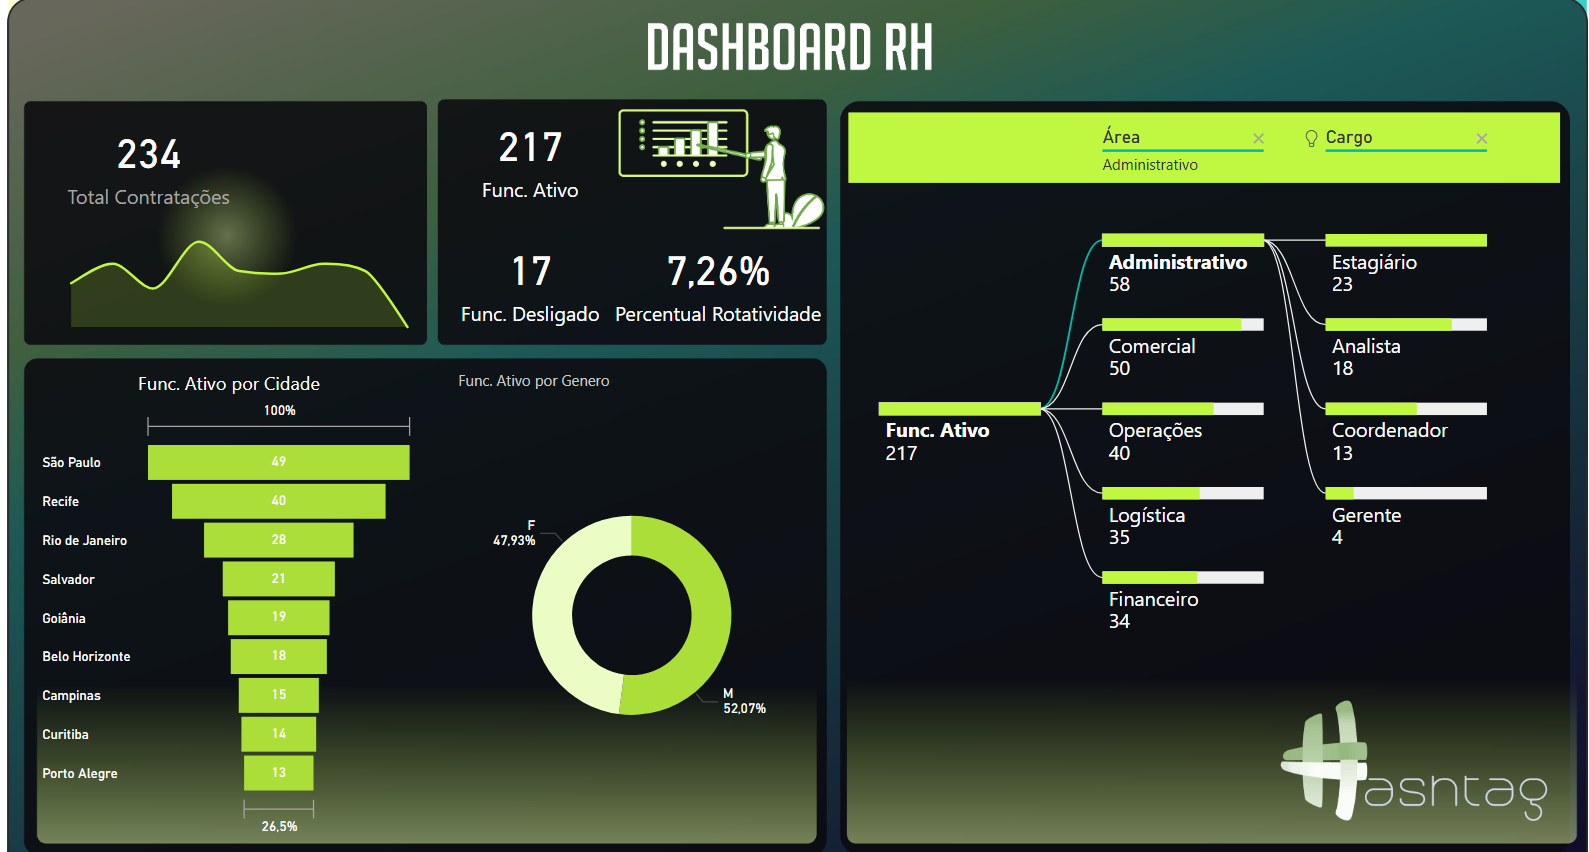 DASHBOARD RH
234
Total Contratações
217
Func. Ativo
17
Func. Desligado
7,26%
Percentual Rotatividade
Func. Ativo por Cidade
100%
São Paulo
49
Recife
40
Rio de Janeiro
28
Salvador
21
Goiânia
19
Belo Horizonte
18
Campinas
15
Curitiba
14
Porto Alegre
13
26,5%
Func. Ativo por Genero
F
47,93%
M
52,07%
Área
Administrativo
Cargo
Func. Ativo
217
Administrativo
58
Comercial
50
Operações
40
Logística
35
Financeiro
34
Estagiário
23
Analista
18
Coordenador
13
Gerente
4
Hashtag